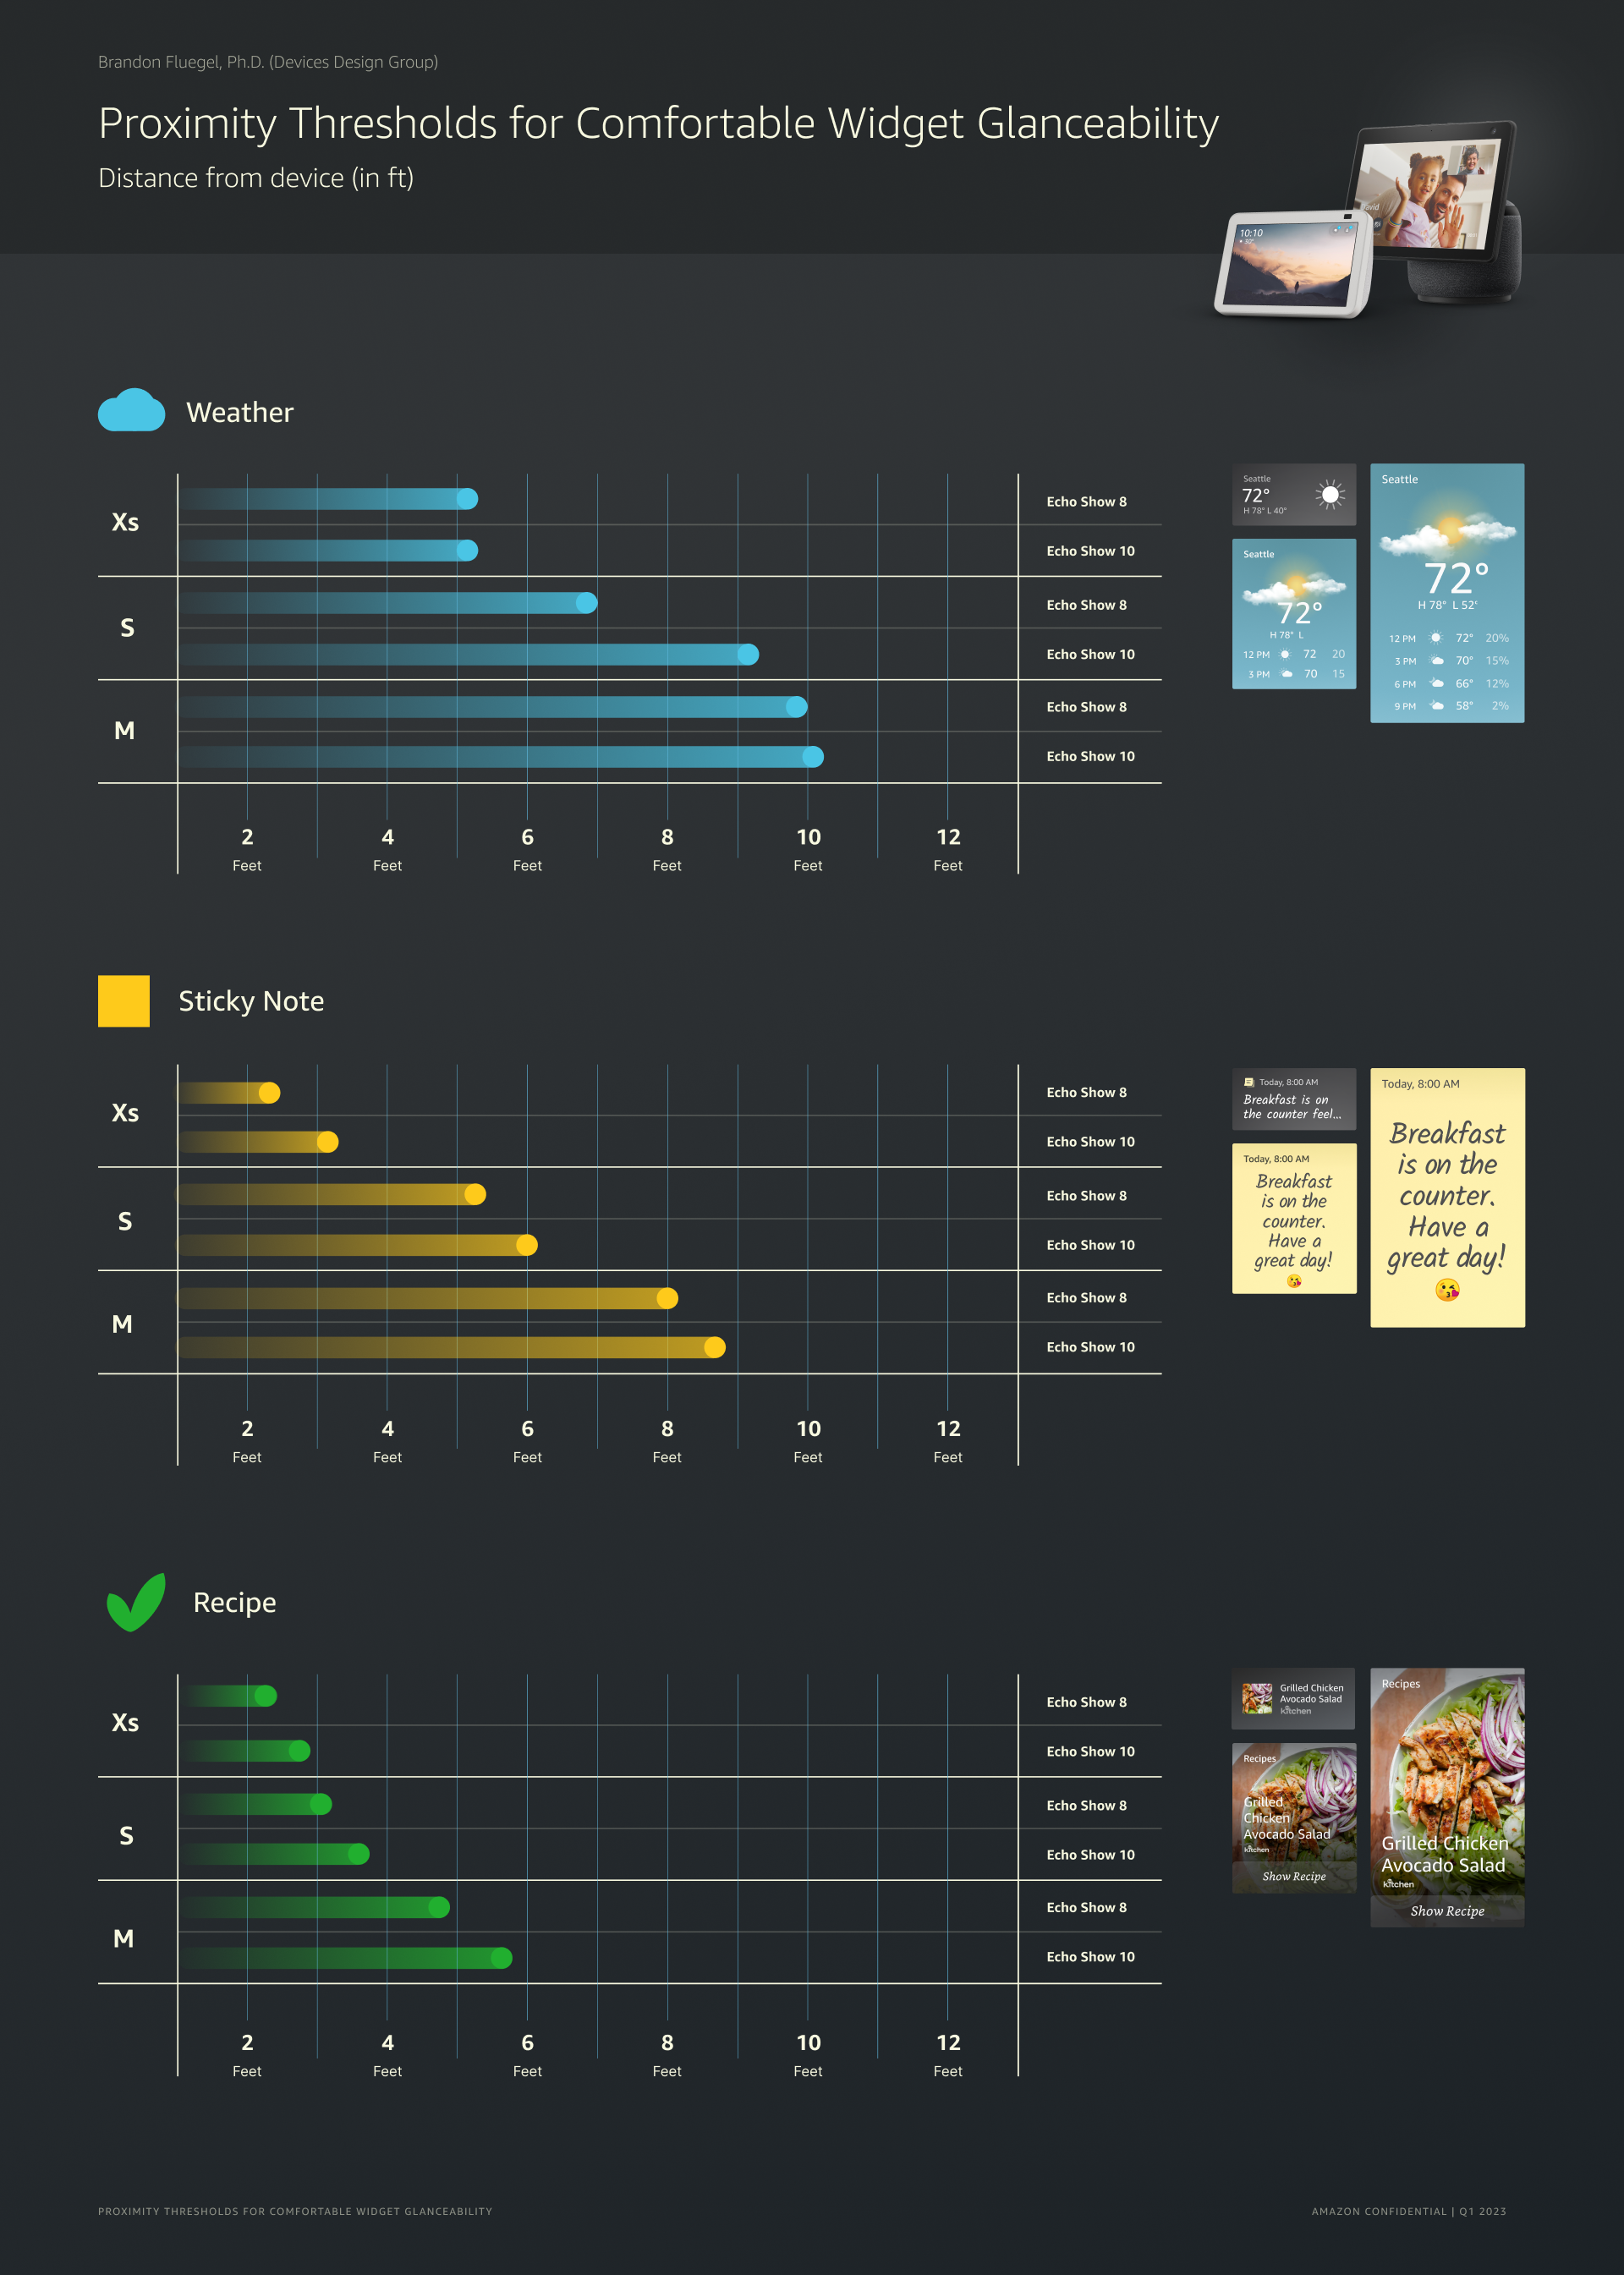 Brandon Fluegel, Ph.D. (Devices Design Group)
Proximity Thresholds for Comfortable Widget Glanceability
Distance from device (in ft)
10:10
Weather
Xs
Echo Show 8
Echo Show 10
S
Echo Show 8
Echo Show 10
M
Echo Show 8
Echo Show 10
2 4 6 8 10 12
Feet Feet Feet Feet Feet Feet
Seattle
72°
H 78° L 40°
Seattle
72°
H 78° L
12 PM 72 20
3 PM 70 15
Seattle
72°
H 78° L 52°
12 PM 72° 20%
3 PM 70° 15%
6 PM 66° 12%
9 PM 58° 2%
Sticky Note
Xs
Echo Show 8
Echo Show 10
S
Echo Show 8
Echo Show 10
M
Echo Show 8
Echo Show 10
2 4 6 8 10 12
Feet Feet Feet Feet Feet Feet
Today, 8:00 AM
Breakfast is on
the counter feel...
Today, 8:00 AM
Breakfast
is on the
counter.
Have a
great day!
Today, 8:00 AM
Breakfast
is on the
counter.
Have a
great day!
Recipe
Xs
Echo Show 8
Echo Show 10
S
Echo Show 8
Echo Show 10
M
Echo Show 8
Echo Show 10
2 4 6 8 10 12
Feet Feet Feet Feet Feet Feet
Grilled Chicken
Avocado Salad
kitchen
Recipes
Grilled
Chicken
Avocado Salad
kitchen
Show Recipe
Recipes
Grilled Chicken
Avocado Salad
kitchen
Show Recipe
PROXIMITY THRESHOLDS FOR COMFORTABLE WIDGET GLANCEABILITY
AMAZON CONFIDENTIAL | Q1 2023